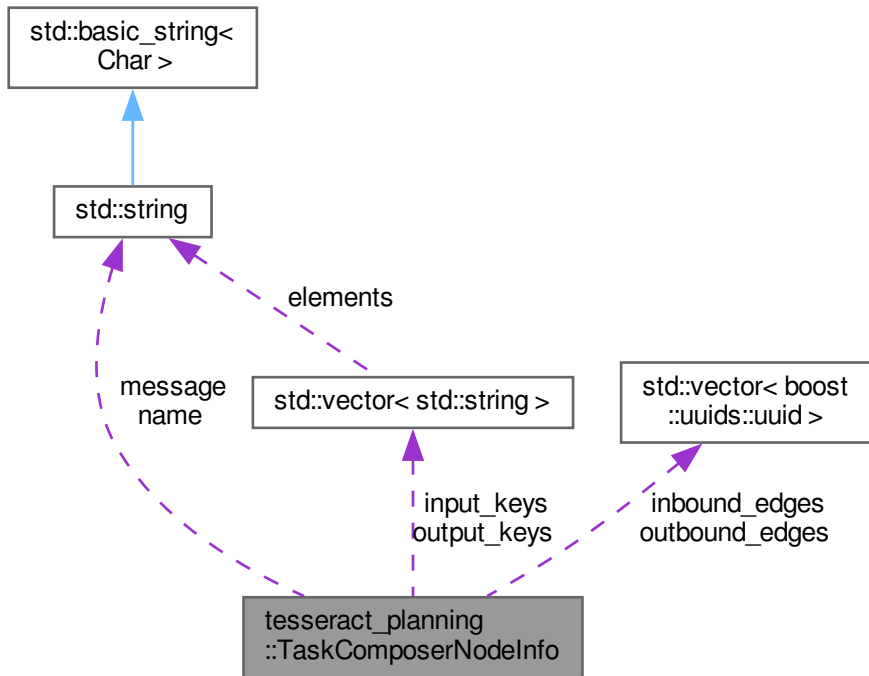 std::basic_string<
Char >
std::string
elements
message
name
std::vector< std::string >
std::vector< boost
::uuids::uuid >
input_keys
output_keys
inbound_edges
outbound_edges
tesseract_planning
::TaskComposerNodeInfo